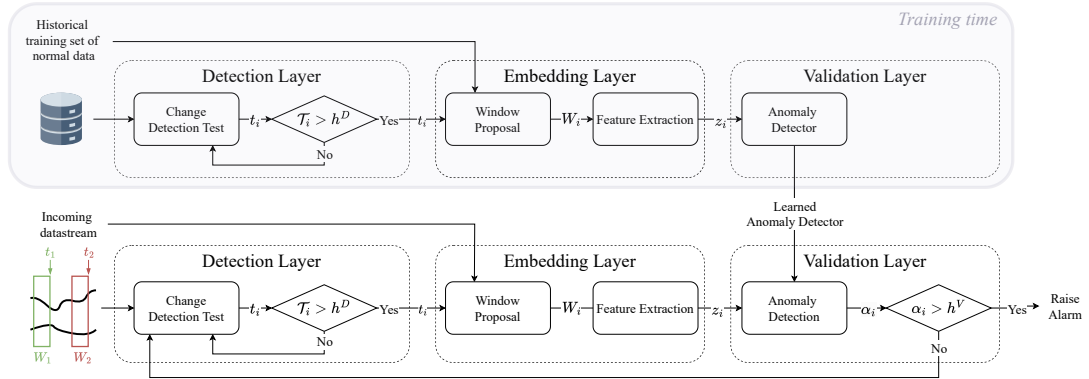 Training time
Historical
training set of
normal data
Detection Layer
Embedding Layer
Validation Layer
Change
Detection Test
t_i
𝒯_i > h^D
Yes
t_i
Window
Proposal
W_i
Feature Extraction
z_i
Anomaly
Detector
No
Learned
Anomaly Detector
Incoming
datastream
t_1
t_2
Detection Layer
Embedding Layer
Validation Layer
Change
Detection Test
t_i
𝒯_i > h^D
Yes
t_i
Window
Proposal
W_i
Feature Extraction
z_i
Anomaly
Detection
α_i
α_i > h^V
Yes
Raise
Alarm
No
No
W_1
W_2